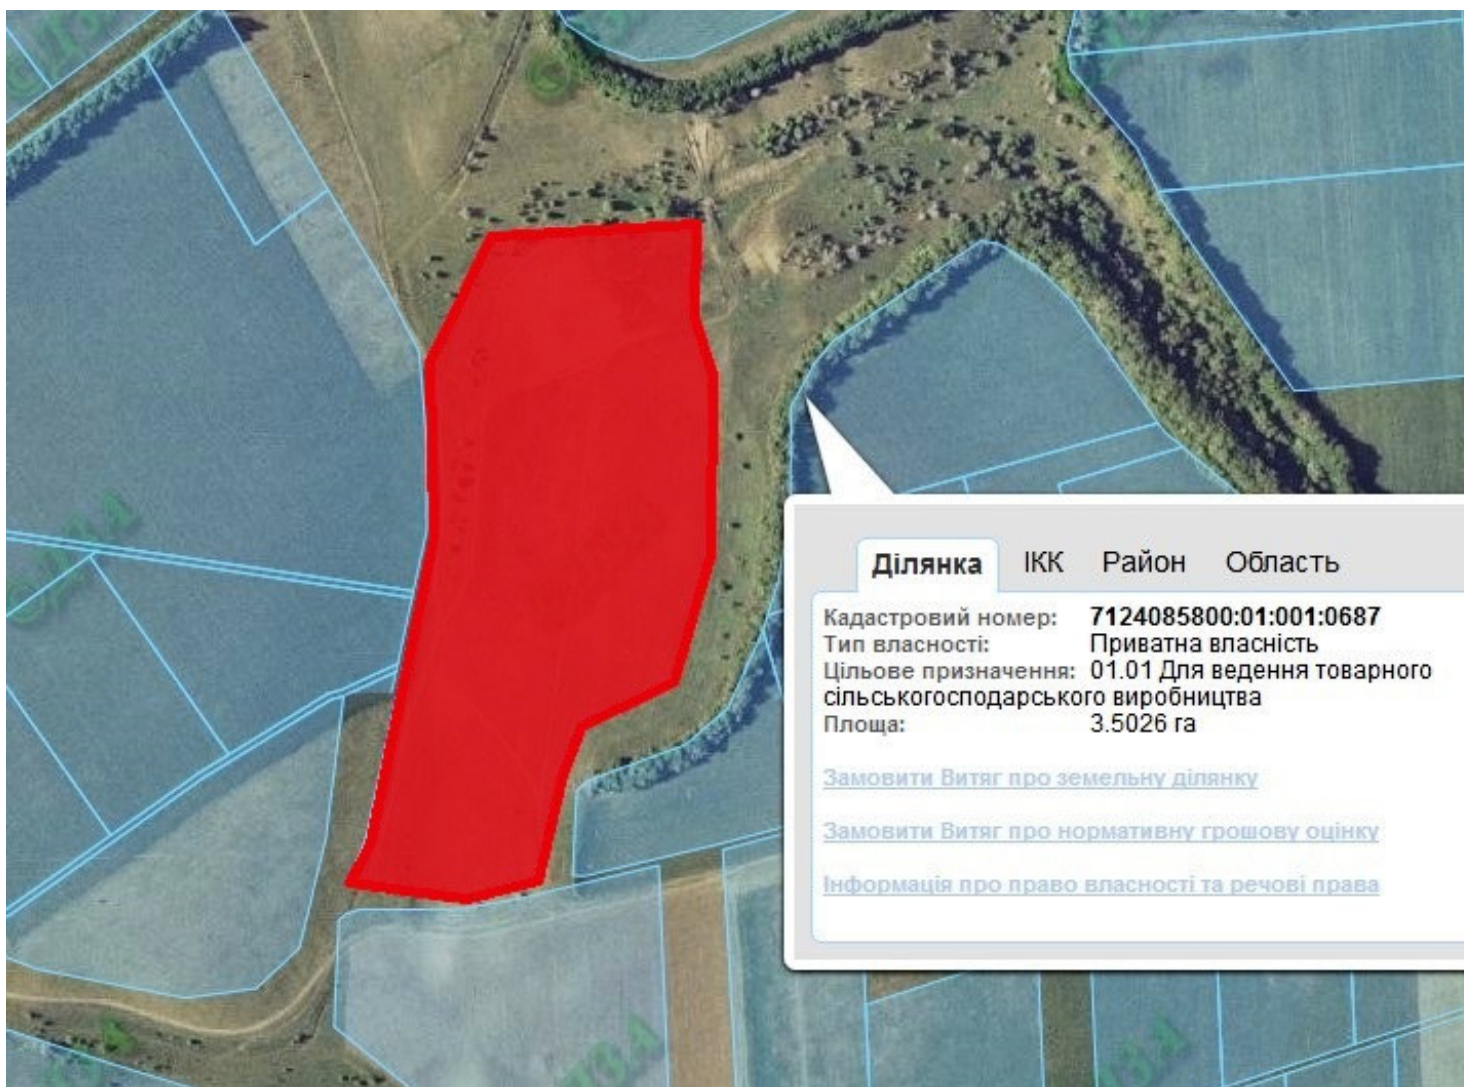 Ділянка ІКК Район Область
Кадастровий номер: 7124085800:01:001:0687
Тип власності: Приватна власність
Цільове призначення: 01.01 Для ведення товарного
сільськогосподарського виробництва
Площа: 3.5026 га
Замовити Витяг про земельну ділянку
Замовити Витяг про нормативну грошову оцінку
Інформація про право власності та речові права